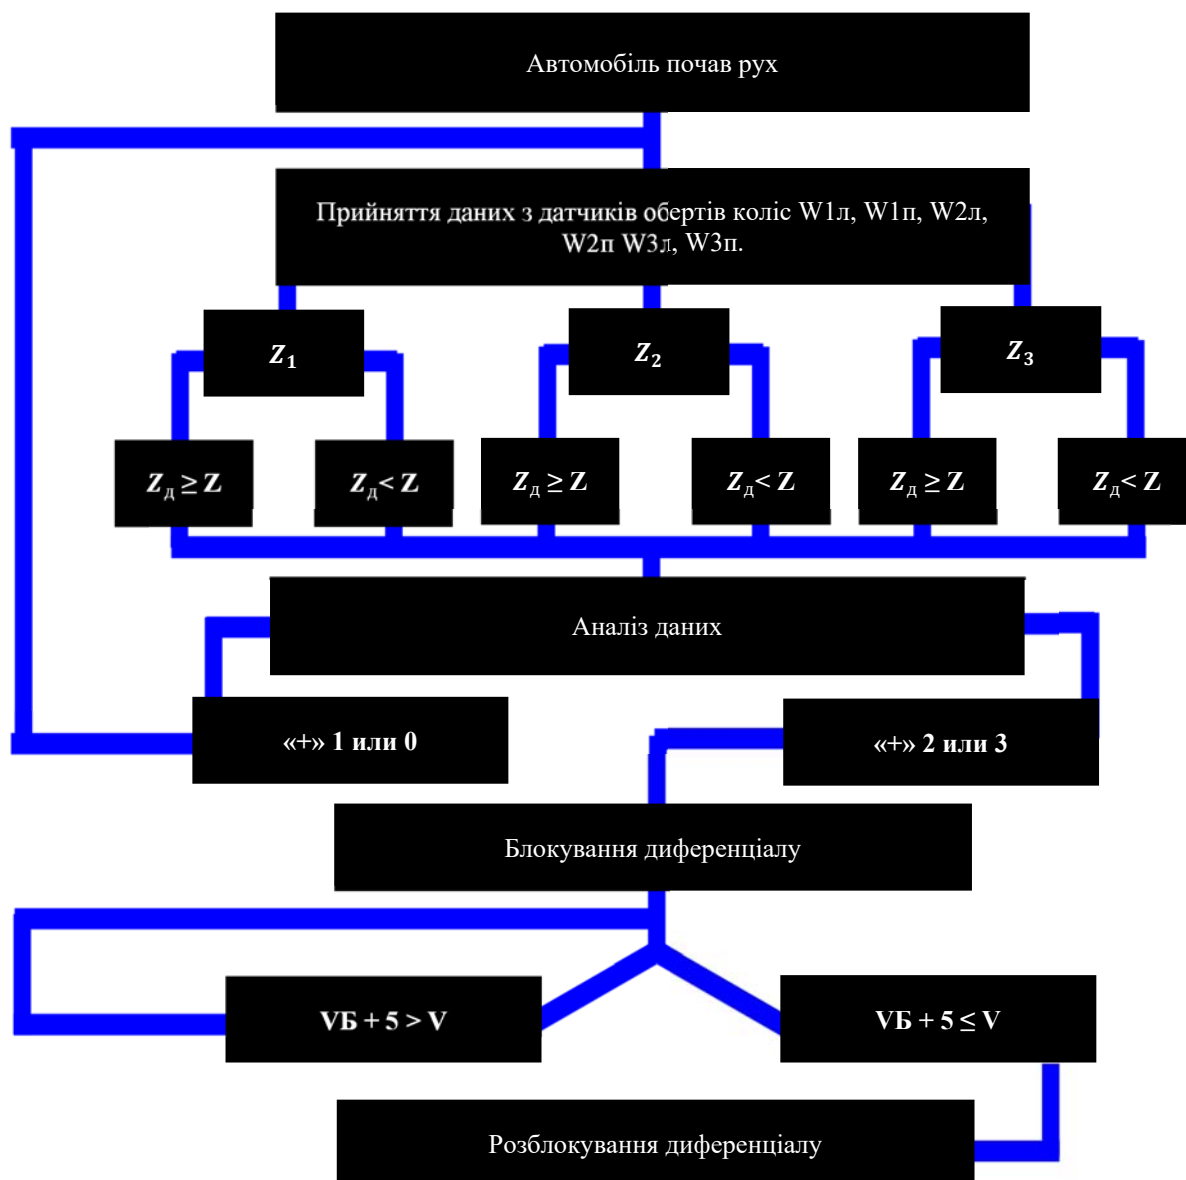 Автомобіль почав рух
Прийняття даних з датчиків обертів коліс W1л, W1п, W2л,
W2п W3л, W3п.
Z₁
Z₂
Z₃
Zд ≥ Z
Zд< Z
Zд ≥ Z
Zд< Z
Zд ≥ Z
Zд< Z
Аналіз даних
«+» 1 или 0
«+» 2 или 3
Блокування диференціалу
VБ + 5 > V
VБ + 5 ≤ V
Розблокування диференціалу